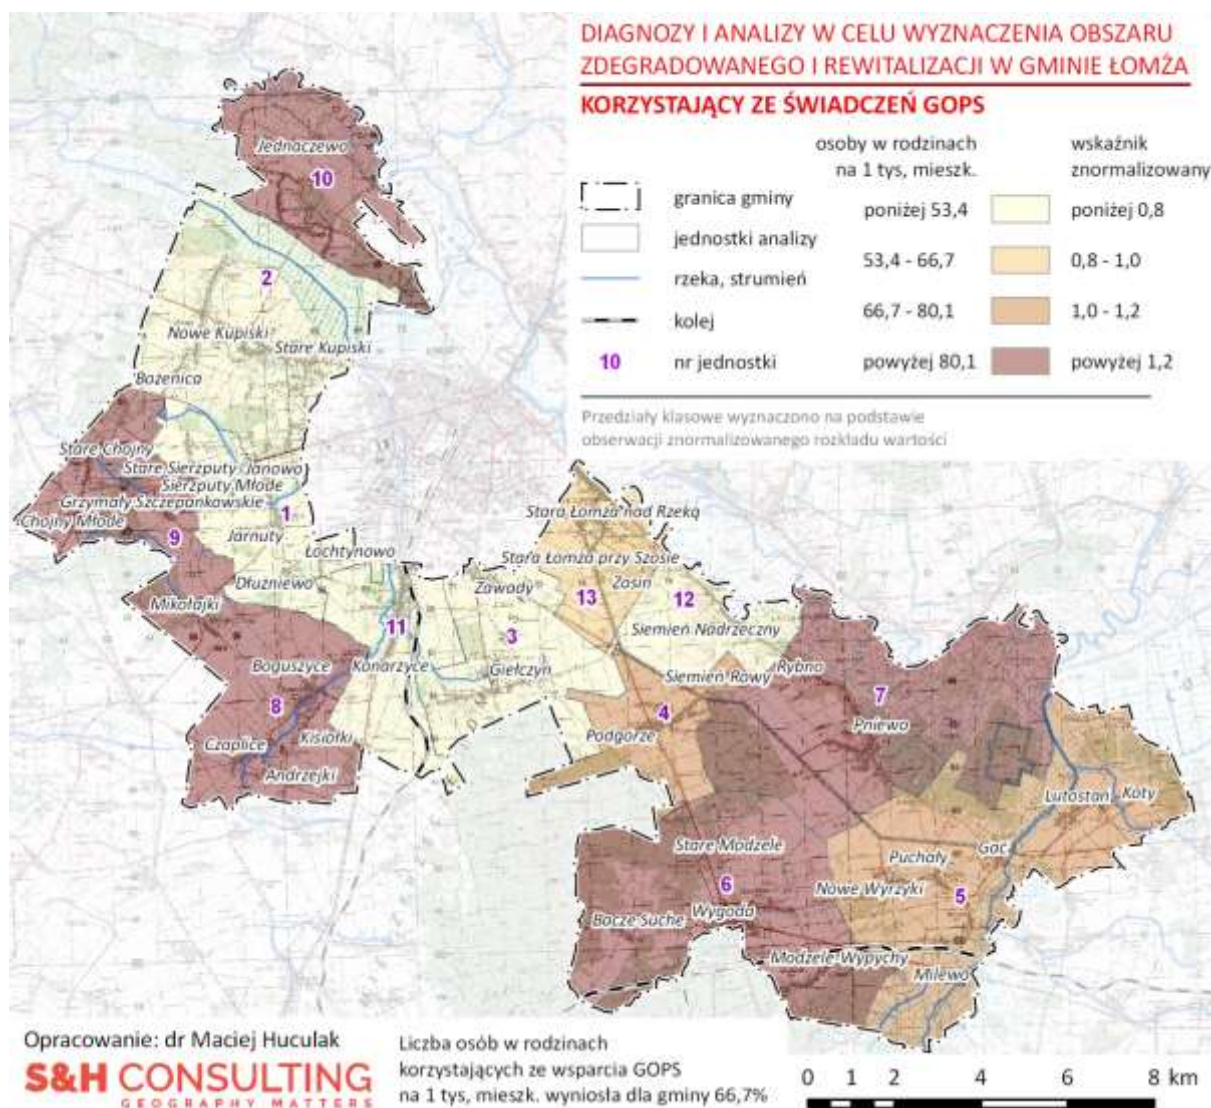 DIAGNOZY I ANALIZY W CELU WYZNACZENIA OBSZARU
ZDEGRADOWANEGO I REWITALIZACJI W GMINIE ŁOMŻA
KORZYSTAJĄCY ZE ŚWIADCZEŃ GOPS
osoby w rodzinach
na 1 tys, mieszk.
wskaźnik
znormalizowany
granica gminy
poniżej 53,4
poniżej 0,8
jednostki analizy
53,4 - 66,7
0,8 - 1,0
rzeka, strumień
66,7 - 80,1
1,0 - 1,2
kolej
10
nr jednostki
powyżej 80,1
powyżej 1,2
Przedziały klasowe wyznaczono na podstawie
obserwacji znormalizowanego rozkładu wartości
Jednaczewo
10
2
Nowe Kupiski
Stare Kupiski
Bożenica
Stare Chojny
Stare Sierzputy
Janowo
Sierzputy Młode
Grzymały Szczepankowskie
Chojny Młode
1
9
Jarnuty
Łochtynowo
Dłużniewo
Mikołajki
11
Boguszyce
Konarzyce
8
Czaplice
Kisiołki
Andrzejki
Zawady
3
Giełczyn
Stara Łomża nad Rzeką
Stara Łomża przy Szosie
Zosin
13
12
Siemień Nadrzeczny
Siemień Rowy
Rybno
4
Podgórze
7
Pniewo
Lutostań
Koty
Gać
Puchały
Nowe Wyrzyki
5
Stare Modzele
6
Wygoda
Bacze Suche
Modzele-Wypychy
Milewo
Opracowanie: dr Maciej Huculak
S&H CONSULTING
GEOGRAPHY MATTERS
Liczba osób w rodzinach
korzystających ze wsparcia GOPS
na 1 tys, mieszk. wyniosła dla gminy 66,7%
0 1 2 4 6 8 km